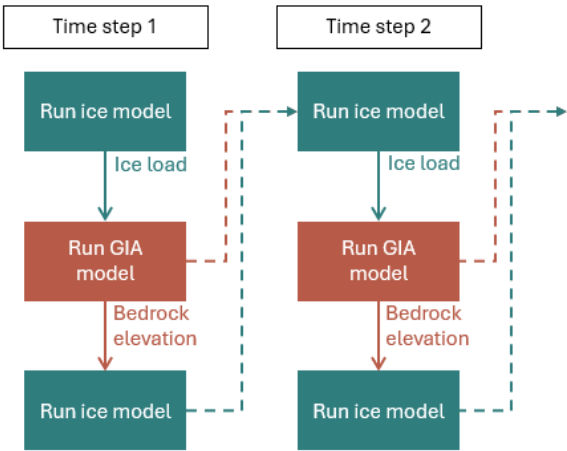 Time step 1
Time step 2
Run ice model
Run ice model
Ice load
Ice load
Run GIA
model
Run GIA
model
Bedrock
elevation
Bedrock
elevation
Run ice model
Run ice model